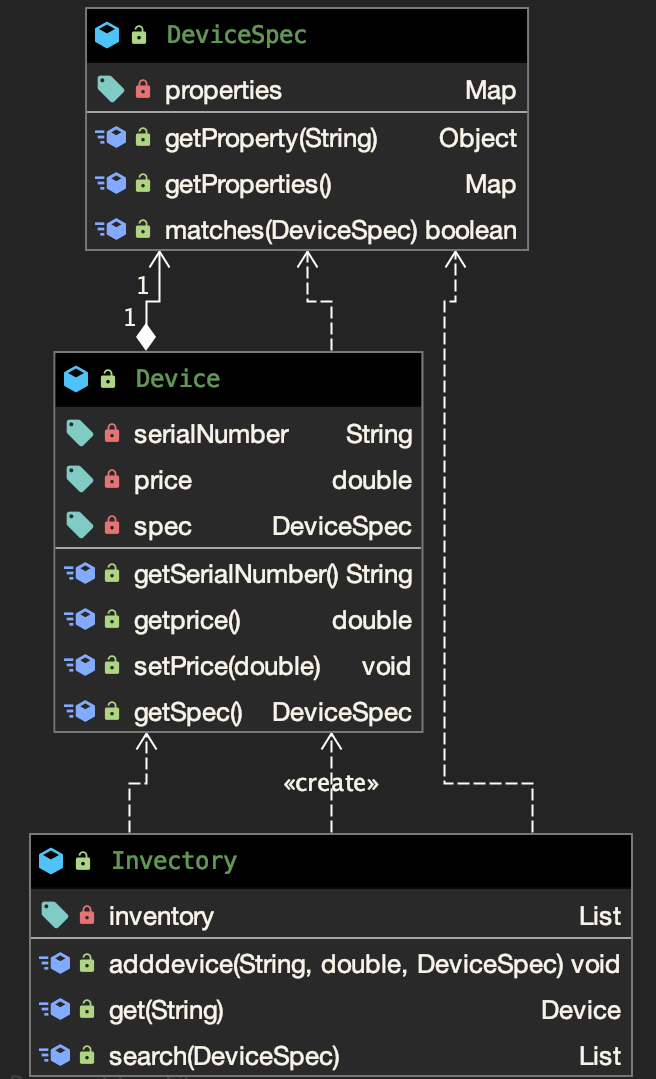 DeviceSpec
properties Map
getProperty(String) Object
getProperties() Map
matches(DeviceSpec) boolean
1
1
Device
serialNumber String
price double
spec DeviceSpec
getSerialNumber() String
getprice() double
setPrice(double) void
getSpec() DeviceSpec
«create»
Invectory
inventory List
adddevice(String, double, DeviceSpec) void
get(String) Device
search(DeviceSpec) List